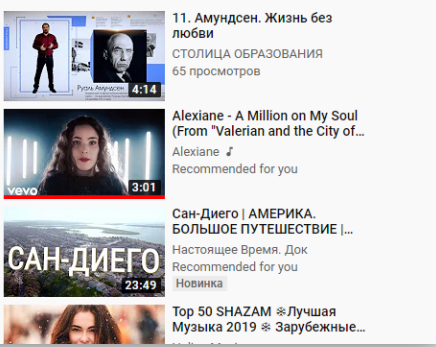 11. Амундсен. Жизнь без
любви
СТОЛИЦА ОБРАЗОВАНИЯ
65 просмотров
Руаль Амундсен
4:14
Alexiane - A Million on My Soul
(From "Valerian and the City of...
Alexiane
Recommended for you
vevo
3:01
Сан-Диего | АМЕРИКА.
БОЛЬШОЕ ПУТЕШЕСТВИЕ |...
Настоящее Время. Док
Recommended for you
Новинка
САН-ДИЕГО
23:49
Top 50 SHAZAM ❄Лучшая
Музыка 2019 ❄ Зарубежные...